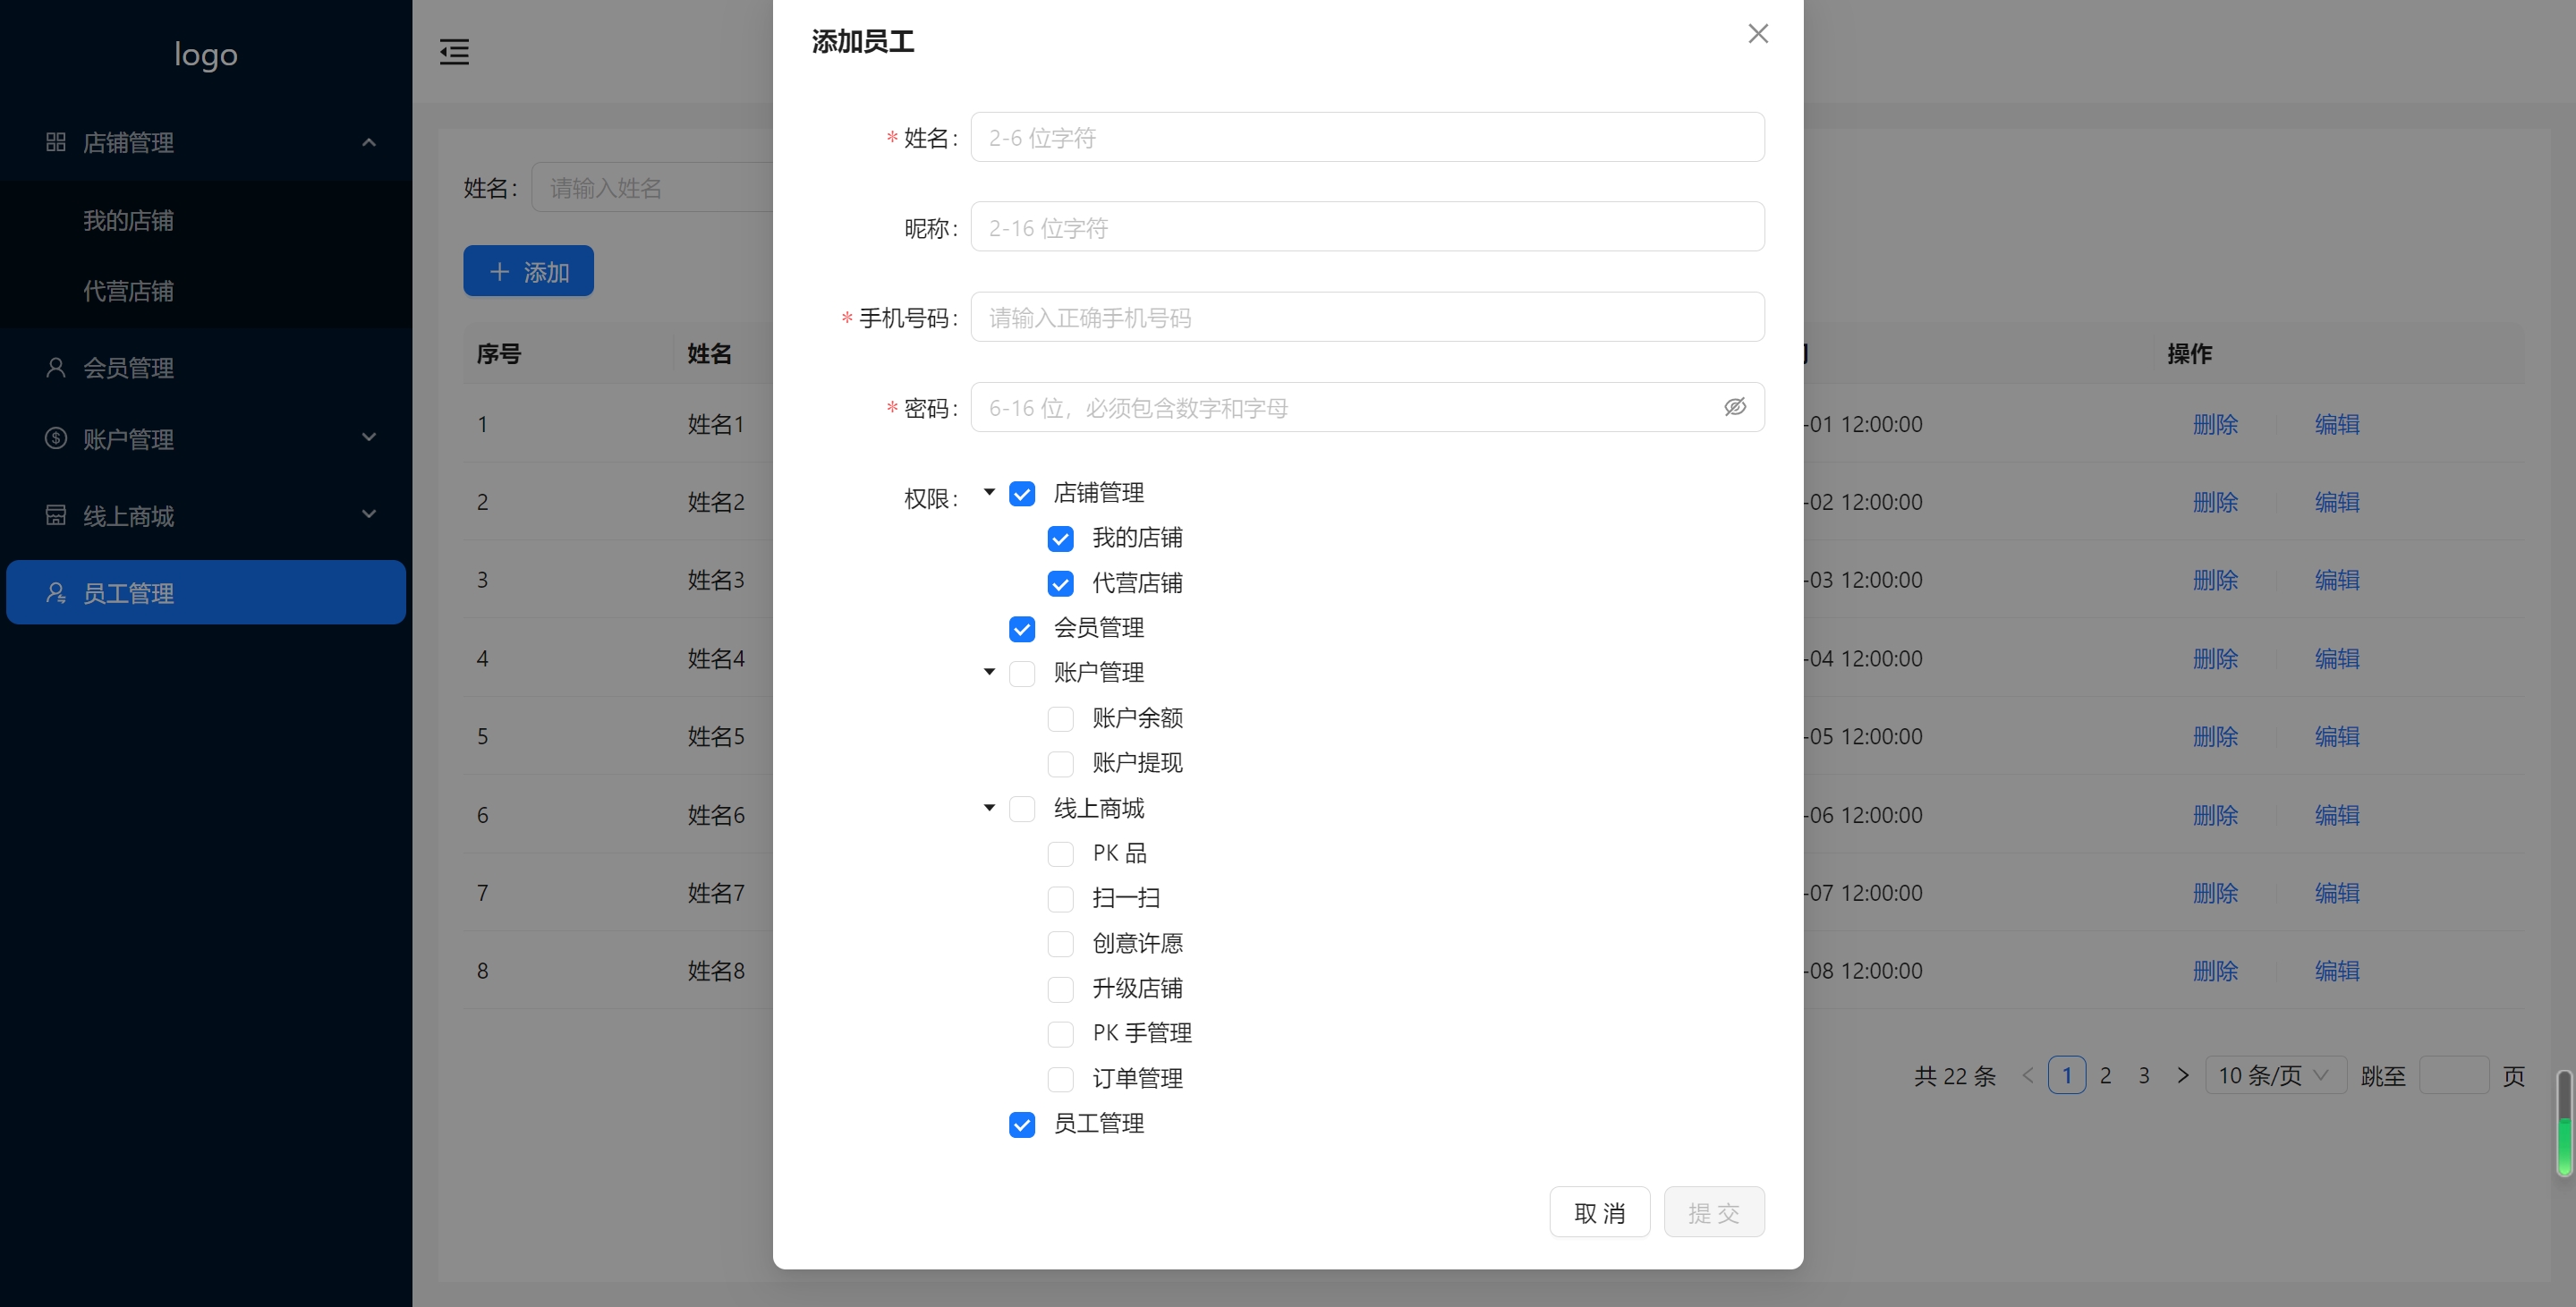 logo
店铺管理
我的店铺
代营店铺
会员管理
账户管理
线上商城
员工管理
姓名：
请输入姓名
添加
序号 姓名 操作
1 姓名1 -01 12:00:00 删除 编辑
2 姓名2 -02 12:00:00 删除 编辑
3 姓名3 -03 12:00:00 删除 编辑
4 姓名4 -04 12:00:00 删除 编辑
5 姓名5 -05 12:00:00 删除 编辑
6 姓名6 -06 12:00:00 删除 编辑
7 姓名7 -07 12:00:00 删除 编辑
8 姓名8 -08 12:00:00 删除 编辑
共 22 条 1 2 3 10 条/页 跳至 页
添加员工
* 姓名： 2-6 位字符
昵称： 2-16 位字符
* 手机号码： 请输入正确手机号码
* 密码： 6-16 位，必须包含数字和字母
权限： 店铺管理
我的店铺
代营店铺
会员管理
账户管理
账户余额
账户提现
线上商城
PK 品
扫一扫
创意许愿
升级店铺
PK 手管理
订单管理
员工管理
取 消 提 交